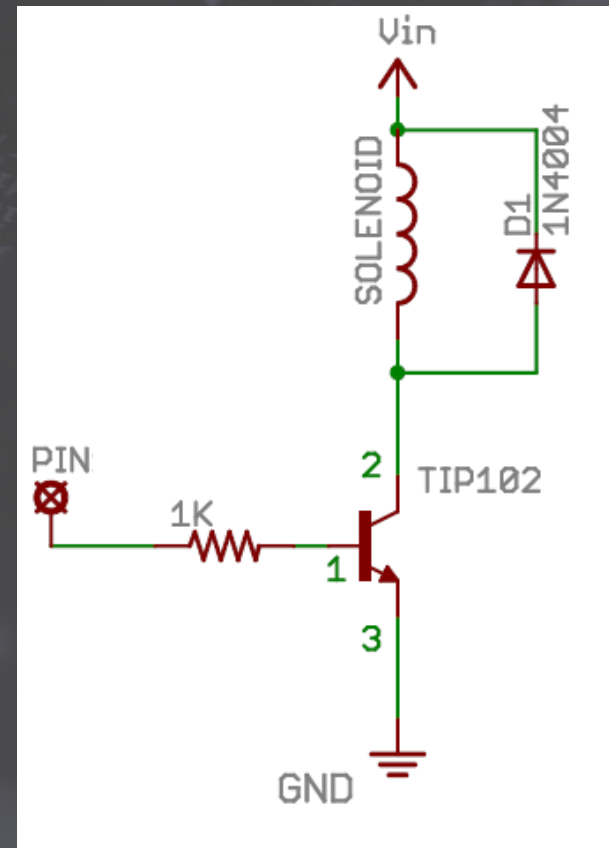 Vin
SOLENOID
D1
1N4004
PIN
2
TIP102
1K
1
3
GND